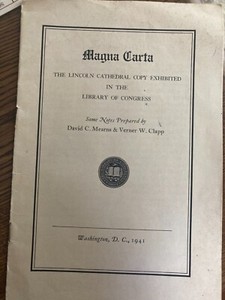 Magna Carta
THE LINCOLN CATHEDRAL COPY EXHIBITED
IN THE
LIBRARY OF CONGRESS
Some Notes Prepared by
David C. Mearns & Verner W. Clapp
Washington, D. C., 1941